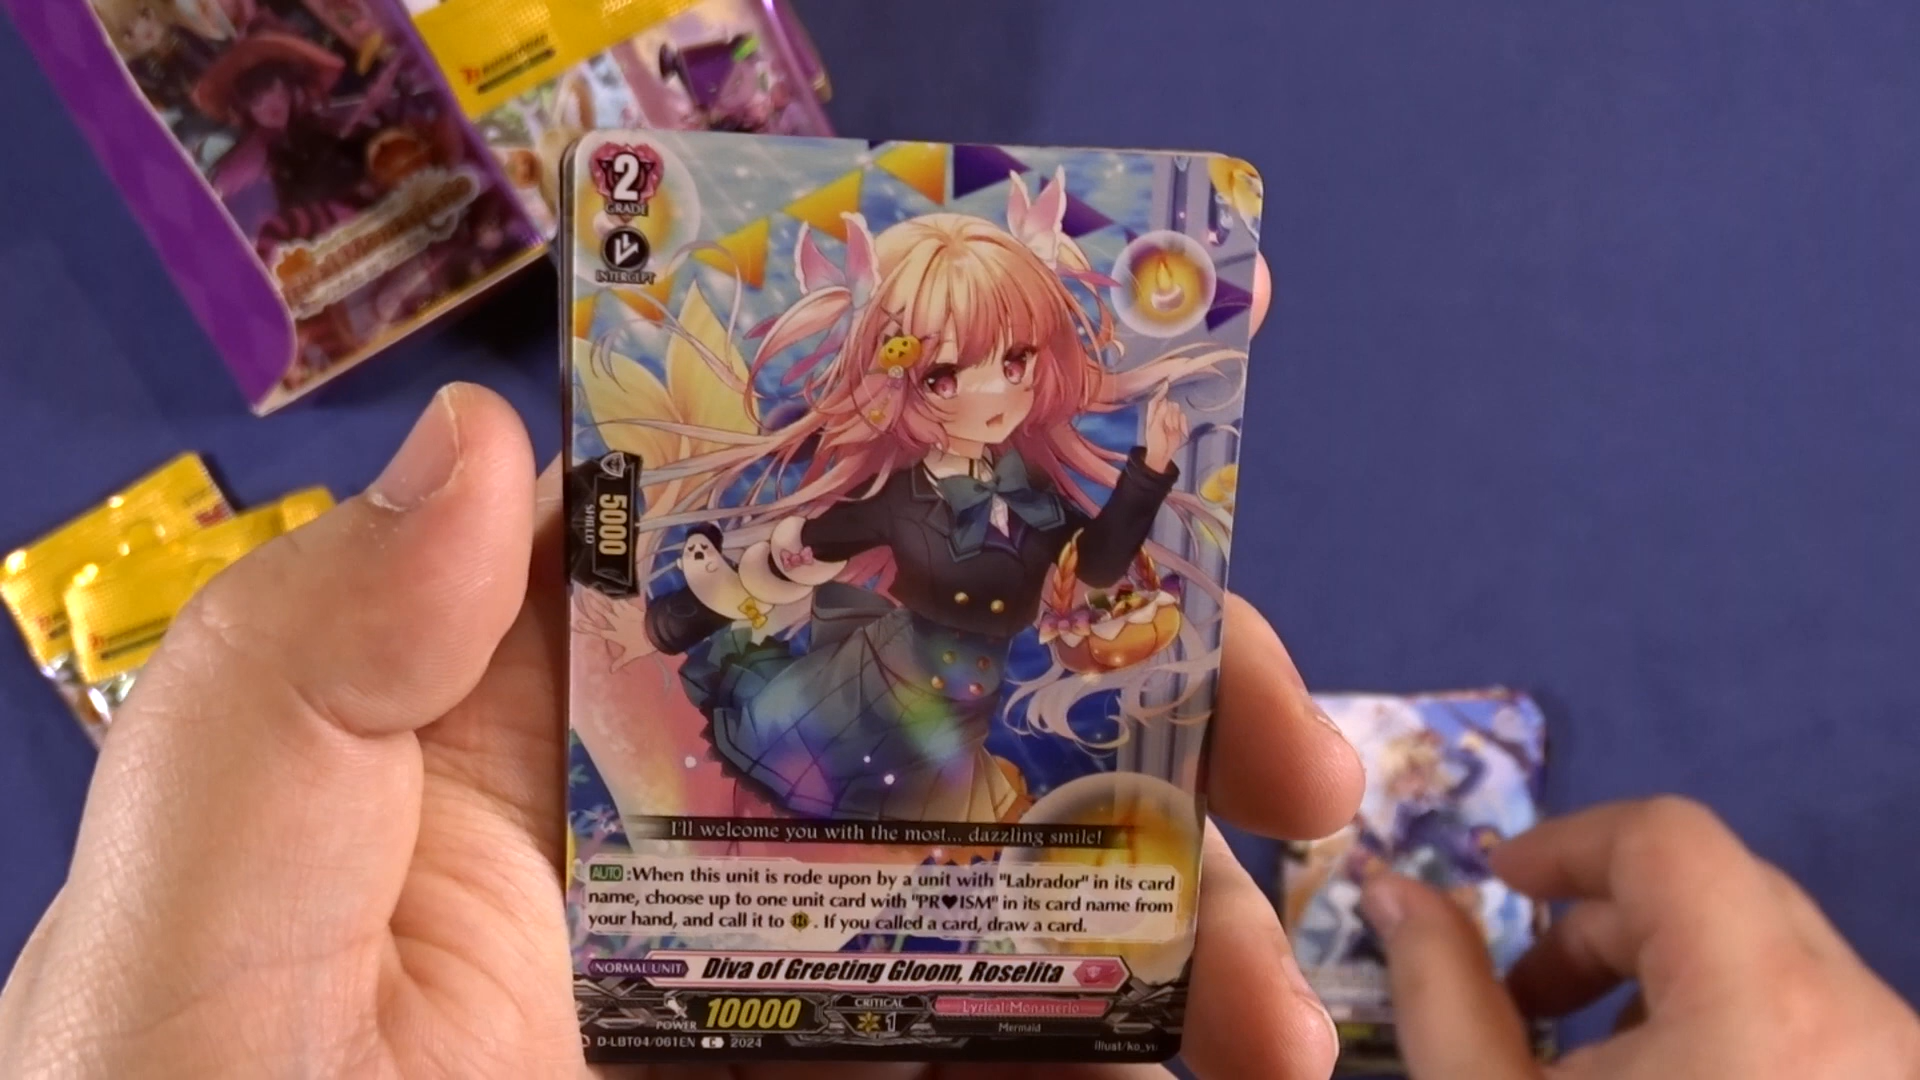 2
GRADE
INTERCEPT
5000
SHIELD
I'll welcome you with the most... dazzling smile!
AUTO:When this unit is rode upon by a unit with "Labrador" in its card
name, choose up to one unit card with "PR♥ISM" in its card name from
your hand, and call it to Ⓡ. If you called a card, draw a card.
NORMAL UNIT
Diva of Greeting Gloom, Roselita
POWER 10000
CRITICAL
1
Lyrical Monasterio
Mermaid
D-LBT04/061EN C 2024
illust/ko_yu